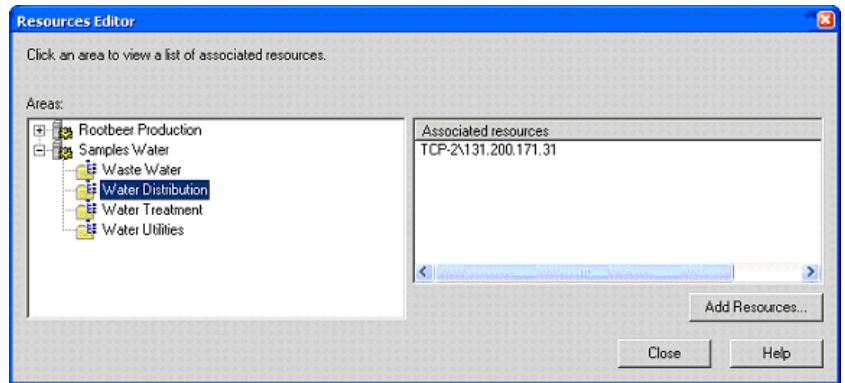 Resources Editor
Click an area to view a list of associated resources.
Areas:
Rootbeer Production
Samples Water
Waste Water
Water Distribution
Water Treatment
Water Utilities
Associated resources
TCP-2\131.200.171.31
Add Resources...
Close
Help